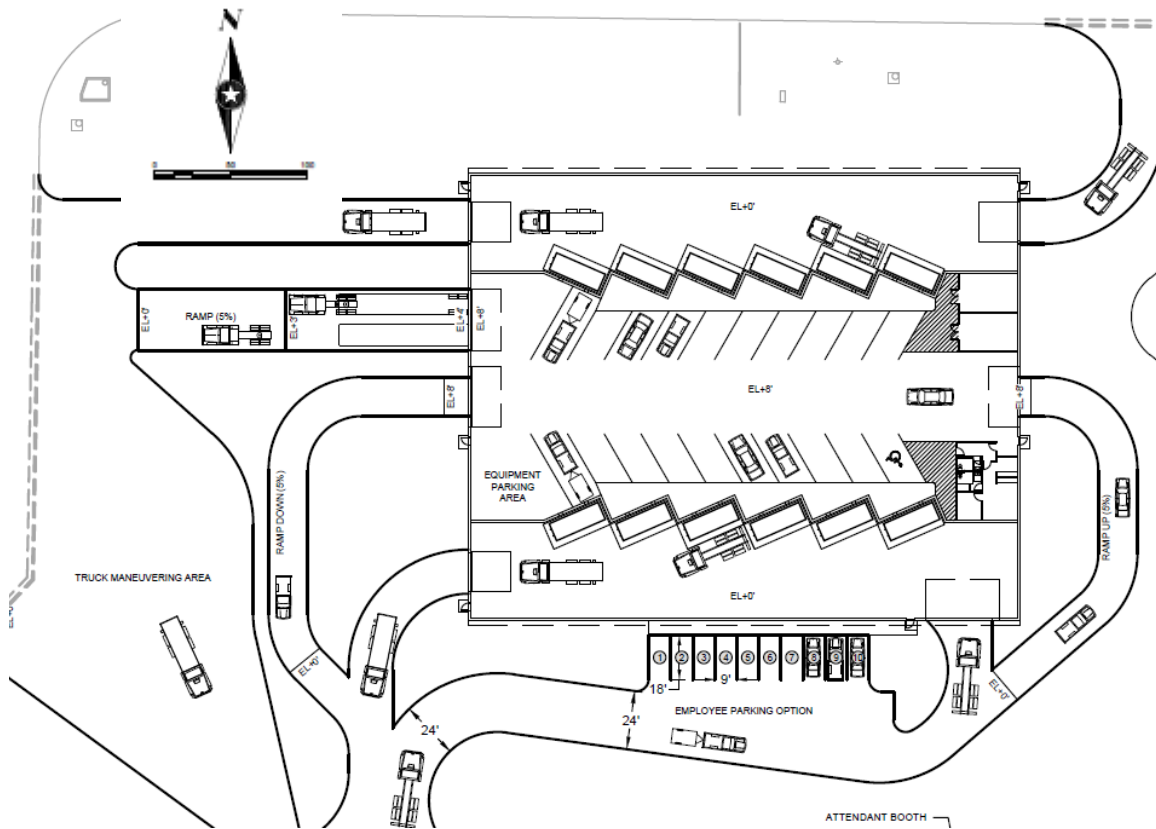 N
0 50 100
EL+0'
RAMP (5%)
EL+0'
EL+3'
EL+4'
EL+8'
EL+8'
EL+8'
EL+8'
EQUIPMENT
PARKING
AREA
RAMP DOWN (5%)
RAMP UP (5%)
TRUCK MANEUVERING AREA
EL+0'
EL+0'
EL+0'
1 2 3 4 5 6 7 8 9 10
18'
9'
24'
24'
EMPLOYEE PARKING OPTION
ATTENDANT BOOTH